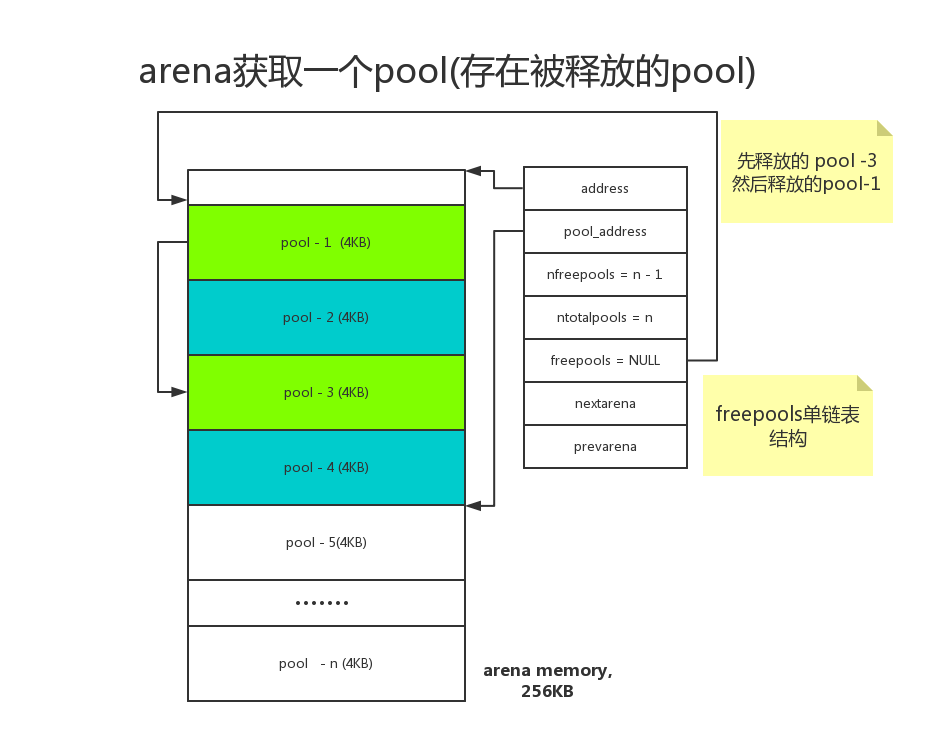 arena获取一个pool(存在被释放的pool)
先释放的 pool -3
然后释放的pool-1
address
pool_address
nfreepools = n - 1
ntotalpools = n
freepools = NULL
nextarena
prevarena
freepools单链表
结构
pool - 1 (4KB)
pool - 2 (4KB)
pool - 3 (4KB)
pool - 4 (4KB)
pool - 5(4KB)
•••••••
pool - n (4KB)
arena memory,
256KB